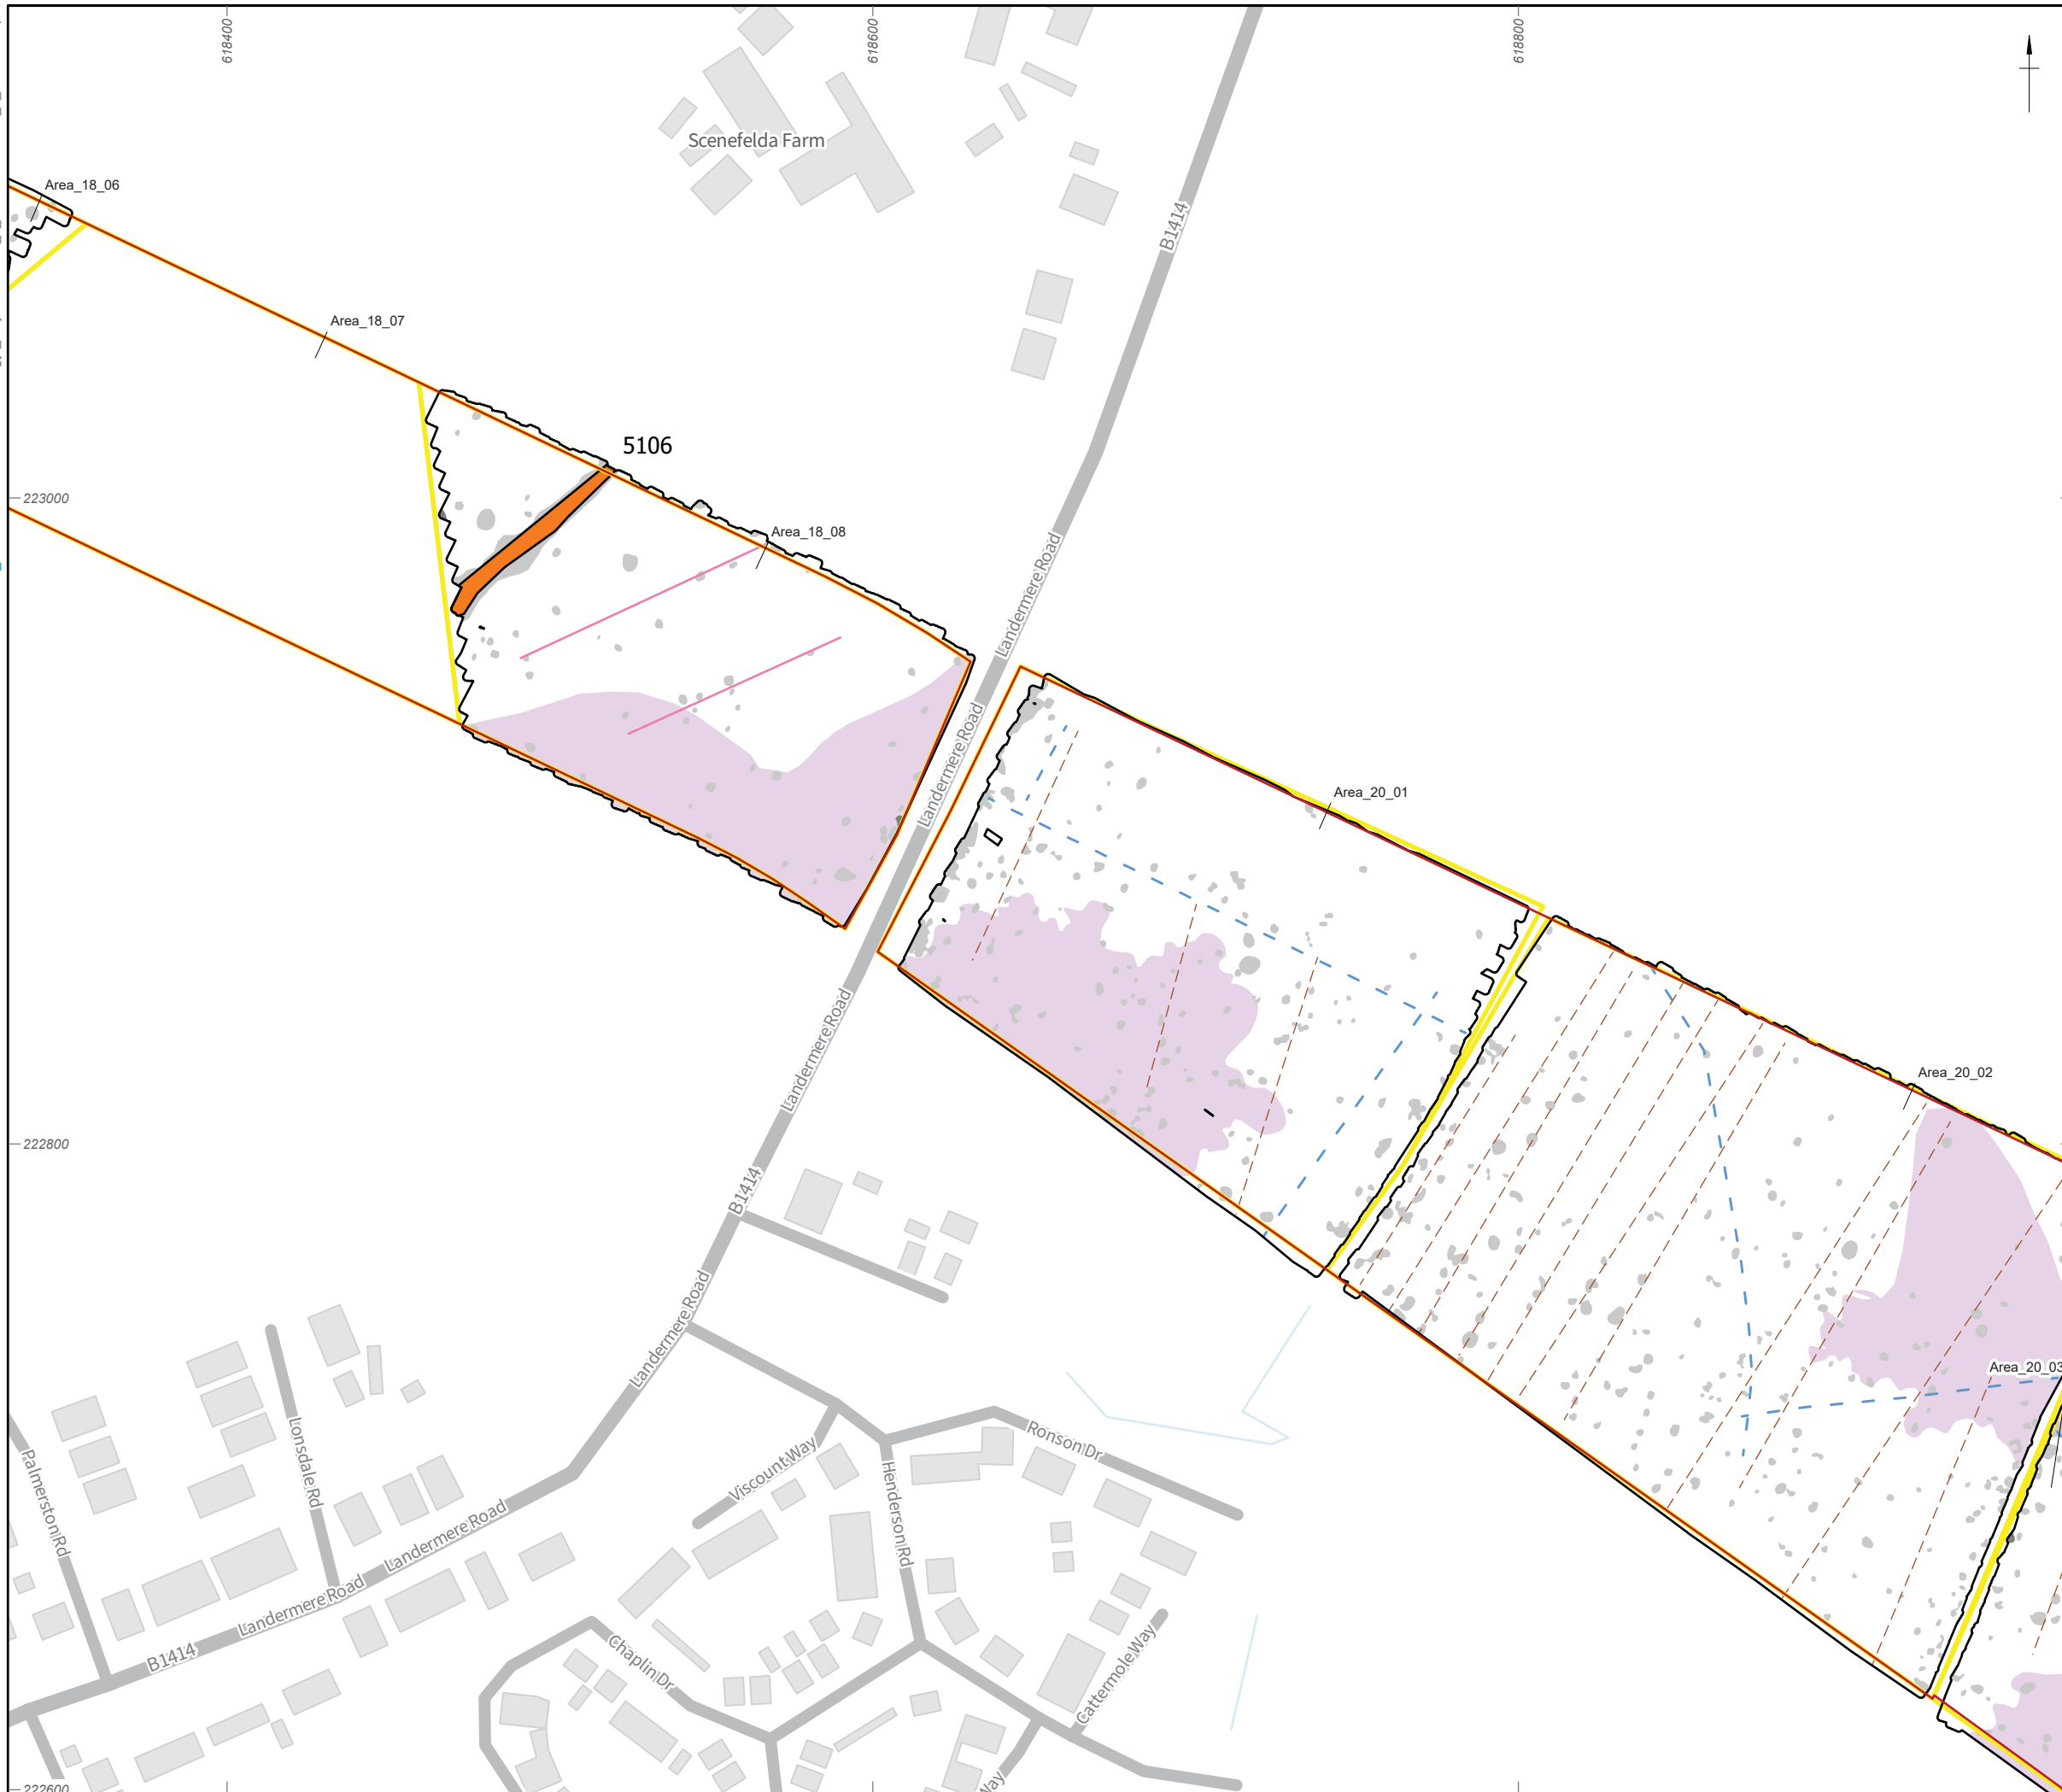 618400
618600
618800
Scenefelda Farm
Area_18_06
B1414
Area_18_07
5106
223000
Area_18_08
Landermere Road
Landermere Road
Area_20_01
Landermere Road
Area_20_02
222800
B1414
Landermere Road
Area_20_03
Ronson Dr
Viscount Way
Lonsdale Rd
Palmerston Rd
Henderson Rd
Landermere Road
Landermere Road
B1414
Chaplin Dr
Cattermole Way
Way
222600